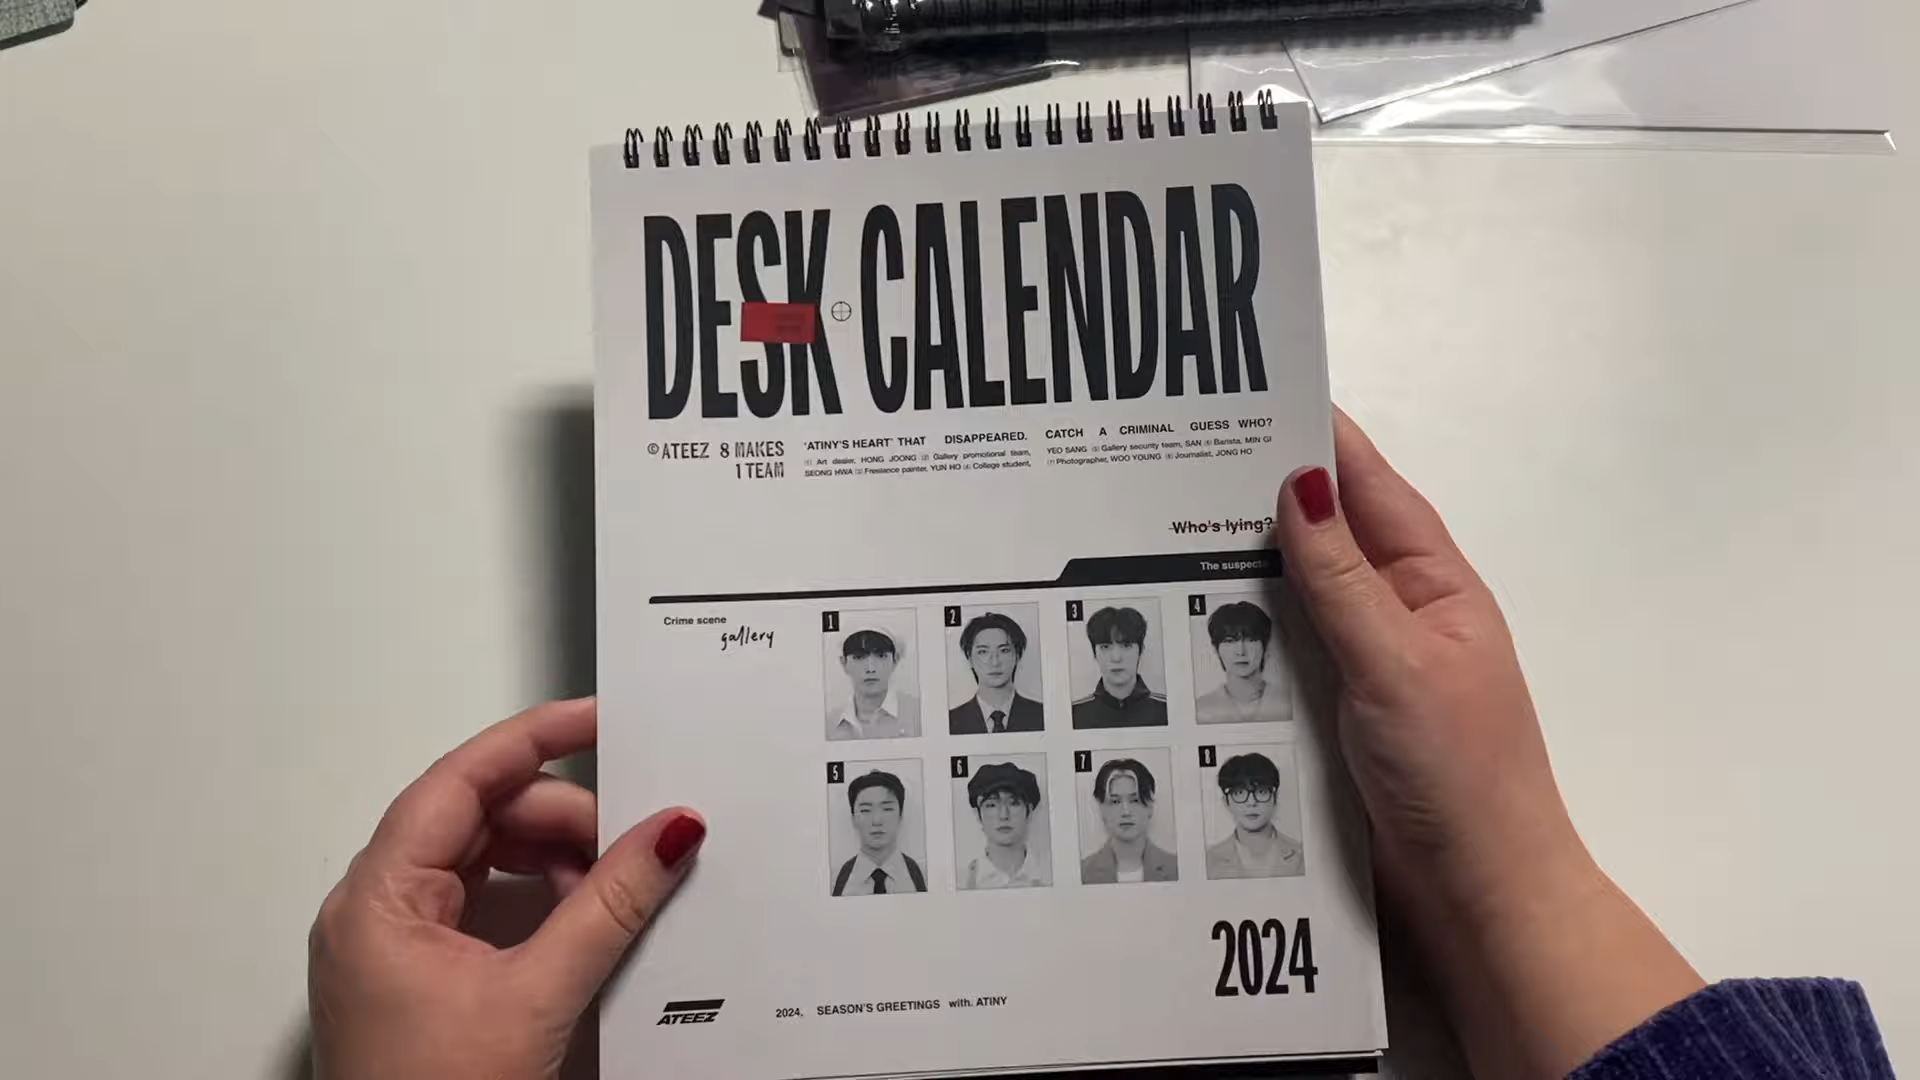 DESK CALENDAR
©ATEEZ 8 MAKES
1 TEAM
'ATINY'S HEART' THAT DISAPPEARED.
(1) Art dealer, HONG JOONG (2) Gallery promotional team,
SEONG HWA (3) Freelance painter, YUN HO (4) College student,
CATCH A CRIMINAL GUESS WHO?
YEO SANG (5) Gallery security team, SAN (6) Barista, MIN GI
(7) Photographer, WOO YOUNG (8) Journalist, JONG HO
Who's lying?
The suspect
Crime scene
gallery
1 2 3 4
5 6 7 8
2024
ATEEZ
2024. SEASON'S GREETINGS with. ATINY